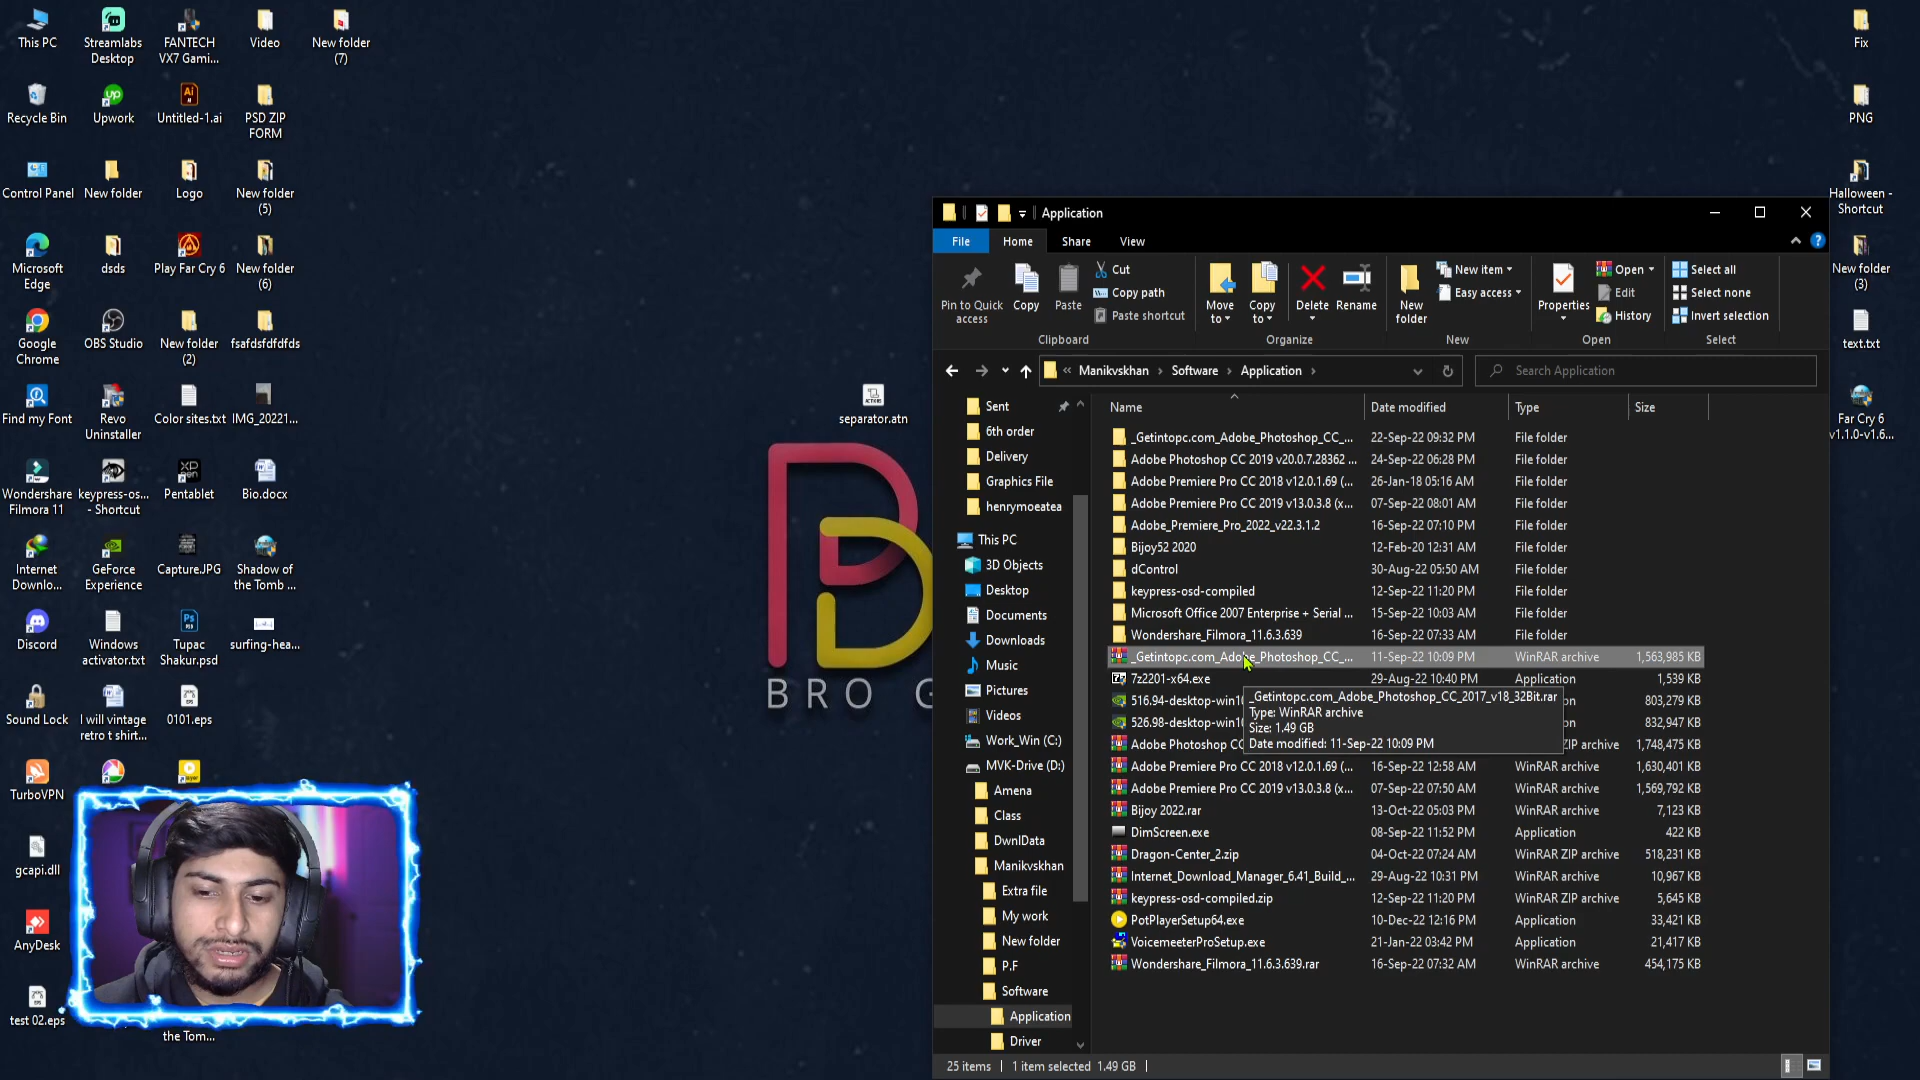 This PC
Streamlabs
Desktop
FANTECH
VX7 Gami...
Video
New folder
(7)
Recycle Bin
Upwork
Untitled-1.ai
PSD ZIP
FORM
Control Panel
New folder
Logo
New folder
(5)
Microsoft
Edge
dsds
Play Far Cry 6
New folder
(6)
Google
Chrome
OBS Studio
New folder
(2)
fsafdsfdfdfds
Find my Font
Revo
Uninstaller
Color sites.txt
IMG_20221...
Wondershare
Filmora 11
keypress-os...
- Shortcut
Pentablet
Bio.docx
Internet
Downlo...
GeForce
Experience
Capture.JPG
Shadow of
the Tomb ...
Discord
Windows
activator.txt
Tupac
Shakur.psd
surfing-hea...
Sound Lock
I will vintage
retro t shirt...
0101.eps
TurboVPN
gcapi.dll
AnyDesk
test 02.eps
the Tom...
separator.atn
BRO G
Fix
PNG
Halloween -
Shortcut
New folder
(3)
text.txt
Far Cry 6
v1.1.0-v1.6...
Application
File
Home
Share
View
Pin to Quick
access
Copy
Paste
Cut
Copy path
Paste shortcut
Clipboard
Move
to
Copy
to
Delete
Rename
Organize
New
folder
New item
Easy access
New
Properties
Open
Edit
History
Open
Select all
Select none
Invert selection
Select
« Manikvskhan › Software › Application ›
Search Application
Sent
6th order
Delivery
Graphics File
henrymoeatea
This PC
3D Objects
Desktop
Documents
Downloads
Music
Pictures
Videos
Work_Win (C:)
MVK-Drive (D:)
Amena
Class
DwnlData
Manikvskhan
Extra file
My work
New folder
P.F
Software
Application
Driver
Name Date modified Type Size
_Getintopc.com_Adobe_Photoshop_CC_... 22-Sep-22 09:32 PM File folder
Adobe Photoshop CC 2019 v20.0.7.28362 ... 24-Sep-22 06:28 PM File folder
Adobe Premiere Pro CC 2018 v12.0.1.69 (... 26-Jan-18 05:16 AM File folder
Adobe Premiere Pro CC 2019 v13.0.3.8 (x... 07-Sep-22 08:01 AM File folder
Adobe_Premiere_Pro_2022_v22.3.1.2 16-Sep-22 07:10 PM File folder
Bijoy52 2020 12-Feb-20 12:31 AM File folder
dControl 30-Aug-22 05:50 AM File folder
keypress-osd-compiled 12-Sep-22 11:20 PM File folder
Microsoft Office 2007 Enterprise + Serial ... 15-Sep-22 10:03 AM File folder
Wondershare_Filmora_11.6.3.639 16-Sep-22 07:33 AM File folder
_Getintopc.com_Adobe_Photoshop_CC_... 11-Sep-22 10:09 PM WinRAR archive 1,563,985 KB
7z2201-x64.exe 29-Aug-22 10:40 PM Application 1,539 KB
516.94-desktop-win10 803,279 KB
526.98-desktop-win10 832,947 KB
Adobe Photoshop CC ZIP archive 1,748,475 KB
_Getintopc.com_Adobe_Photoshop_CC_2017_v18_32Bit.rar
Type: WinRAR archive
Size: 1.49 GB
Date modified: 11-Sep-22 10:09 PM
Adobe Premiere Pro CC 2018 v12.0.1.69 (... 16-Sep-22 12:58 AM WinRAR archive 1,630,401 KB
Adobe Premiere Pro CC 2019 v13.0.3.8 (x... 07-Sep-22 07:50 AM WinRAR archive 1,569,792 KB
Bijoy 2022.rar 13-Oct-22 05:03 PM WinRAR archive 7,123 KB
DimScreen.exe 08-Sep-22 11:52 PM Application 422 KB
Dragon-Center_2.zip 04-Oct-22 07:24 AM WinRAR ZIP archive 518,231 KB
Internet_Download_Manager_6.41_Build_... 29-Aug-22 10:31 PM WinRAR archive 10,967 KB
keypress-osd-compiled.zip 12-Sep-22 11:20 PM WinRAR ZIP archive 5,645 KB
PotPlayerSetup64.exe 10-Dec-22 12:16 PM Application 33,421 KB
VoicemeeterProSetup.exe 21-Jan-22 03:42 PM Application 21,417 KB
Wondershare_Filmora_11.6.3.639.rar 16-Sep-22 07:32 AM WinRAR archive 454,175 KB
25 items
1 item selected 1.49 GB